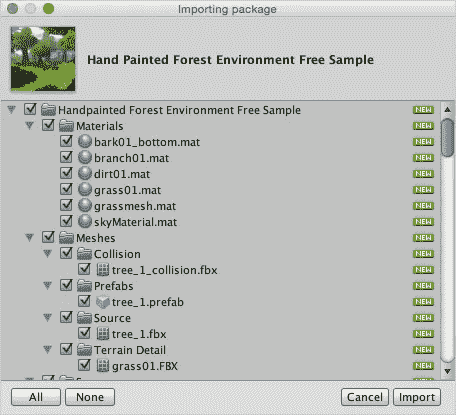 Importing package
Hand Painted Forest Environment Free Sample
Handpainted Forest Environment Free Sample NEW
Materials NEW
bark01_bottom.mat NEW
branch01.mat NEW
dirt01.mat NEW
grass01.mat NEW
grassmesh.mat NEW
skyMaterial.mat NEW
Meshes NEW
Collision NEW
tree_1_collision.fbx NEW
Prefabs NEW
tree_1.prefab NEW
Source NEW
tree_1.fbx NEW
Terrain Detail NEW
grass01.FBX NEW
All None Cancel Import